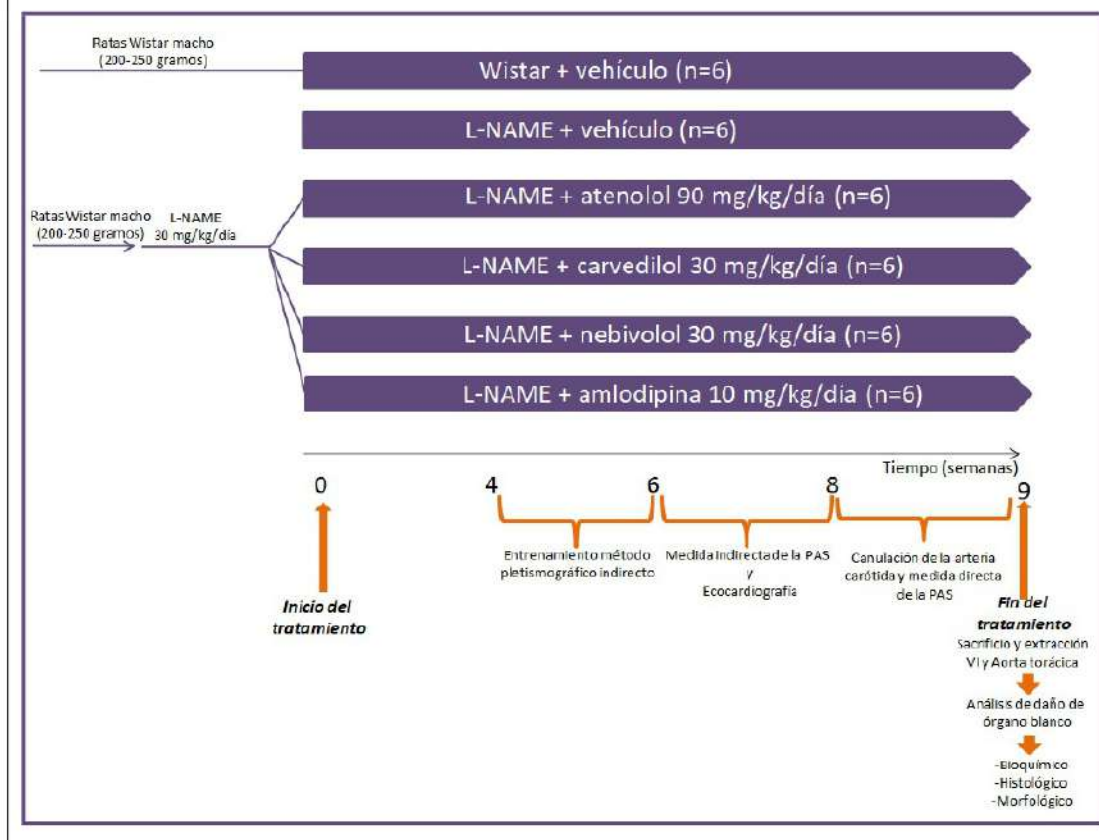 Ratas Wistar macho
(200-250 gramos)
Wistar + vehículo (n=6)
L-NAME + vehículo (n=6)
L-NAME + atenolol 90 mg/kg/día (n=6)
Ratas Wistar macho
(200-250 gramos)
L-NAME
30 mg/kg/día
L-NAME + carvedilol 30 mg/kg/día (n=6)
L-NAME + nebivolol 30 mg/kg/día (n=6)
L-NAME + amlodipina 10 mg/kg/dia (n=6)
Tiempo (semanas)
0
4
6
8
9
Entrenamiento método
pletismográfico indirecto
Medida indirecta de la PAS
y
Ecocardiografía
Canulación de la arteria
carótida y medida directa
de la PAS
Inicio del
tratamiento
Fin del
tratamiento
Sacrificio y extracción
VI y Aorta torácica
Análisis de daño de
órgano blanco
-Bioquímico
-Histológico
-Morfológico